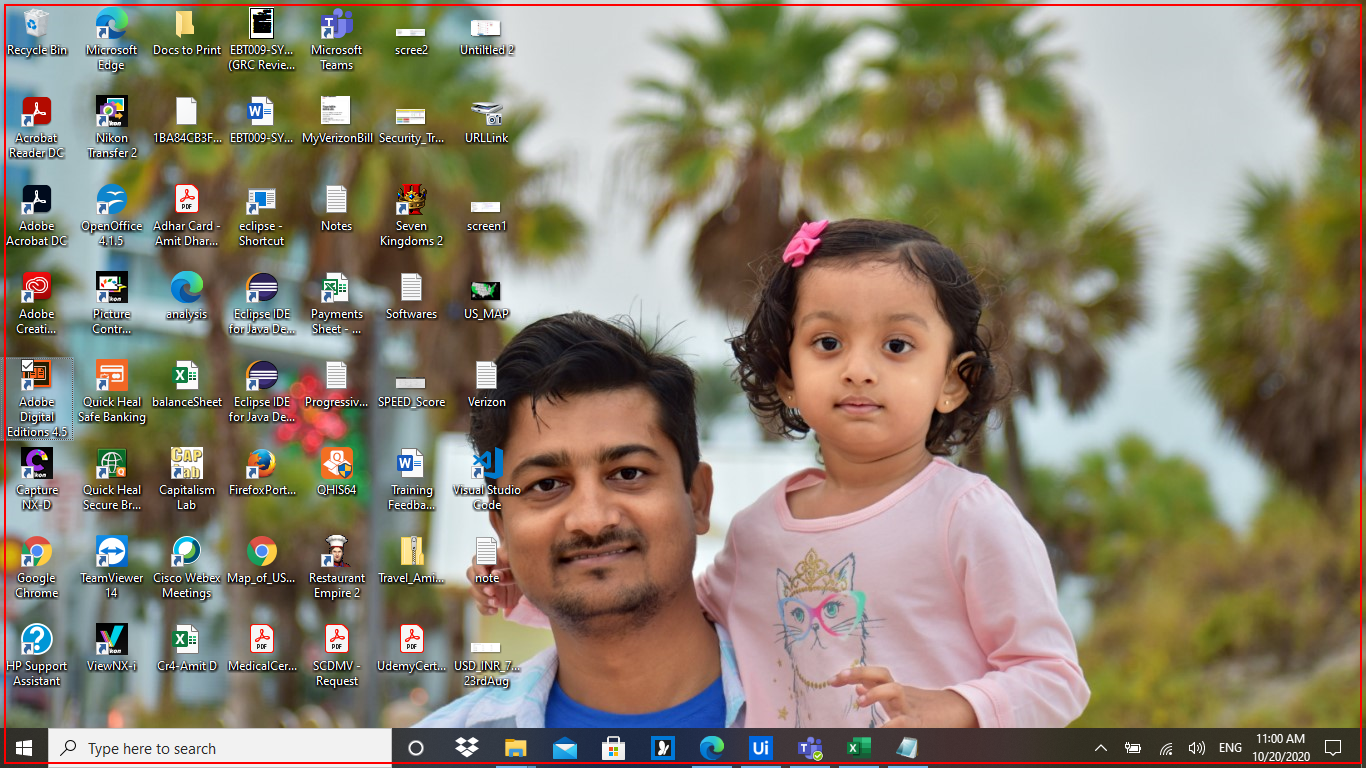 Recycle Bin
Microsoft
Edge
Docs to Print
EBT009-SY...
(GRC Revie...
Microsoft
Teams
scree2
Untiltled 2
Acrobat
Reader DC
Nikon
Transfer 2
1BA84CB3F...
EBT009-SY...
MyVerizonBill
Security_Tr...
URLLink
Adobe
Acrobat DC
OpenOffice
4.1.5
Adhar Card -
Amit Dhar...
eclipse -
Shortcut
Notes
Seven
Kingdoms 2
screen1
Adobe
Creati...
Picture
Contr...
analysis
Eclipse IDE
for Java De...
Payments
Sheet - ...
Softwares
US_MAP
Adobe
Digital
Editions 4.5
Quick Heal
Safe Banking
balanceSheet
Eclipse IDE
for Java De...
Progressiv...
SPEED_Score
Verizon
Capture
NX-D
Quick Heal
Secure Br...
CAP
Lab
Capitalism
Lab
FirefoxPort...
QHIS64
Training
Feedba...
Visual Studio
Code
Google
Chrome
TeamViewer
14
Cisco Webex
Meetings
Map_of_US...
Restaurant
Empire 2
Travel_Ami...
note
HP Support
Assistant
ViewNX-i
Cr4-Amit D
MedicalCer...
SCDMV -
Request
UdemyCert...
USD_INR_7...
23rdAug
Type here to search
Ui
ENG
11:00 AM
10/20/2020